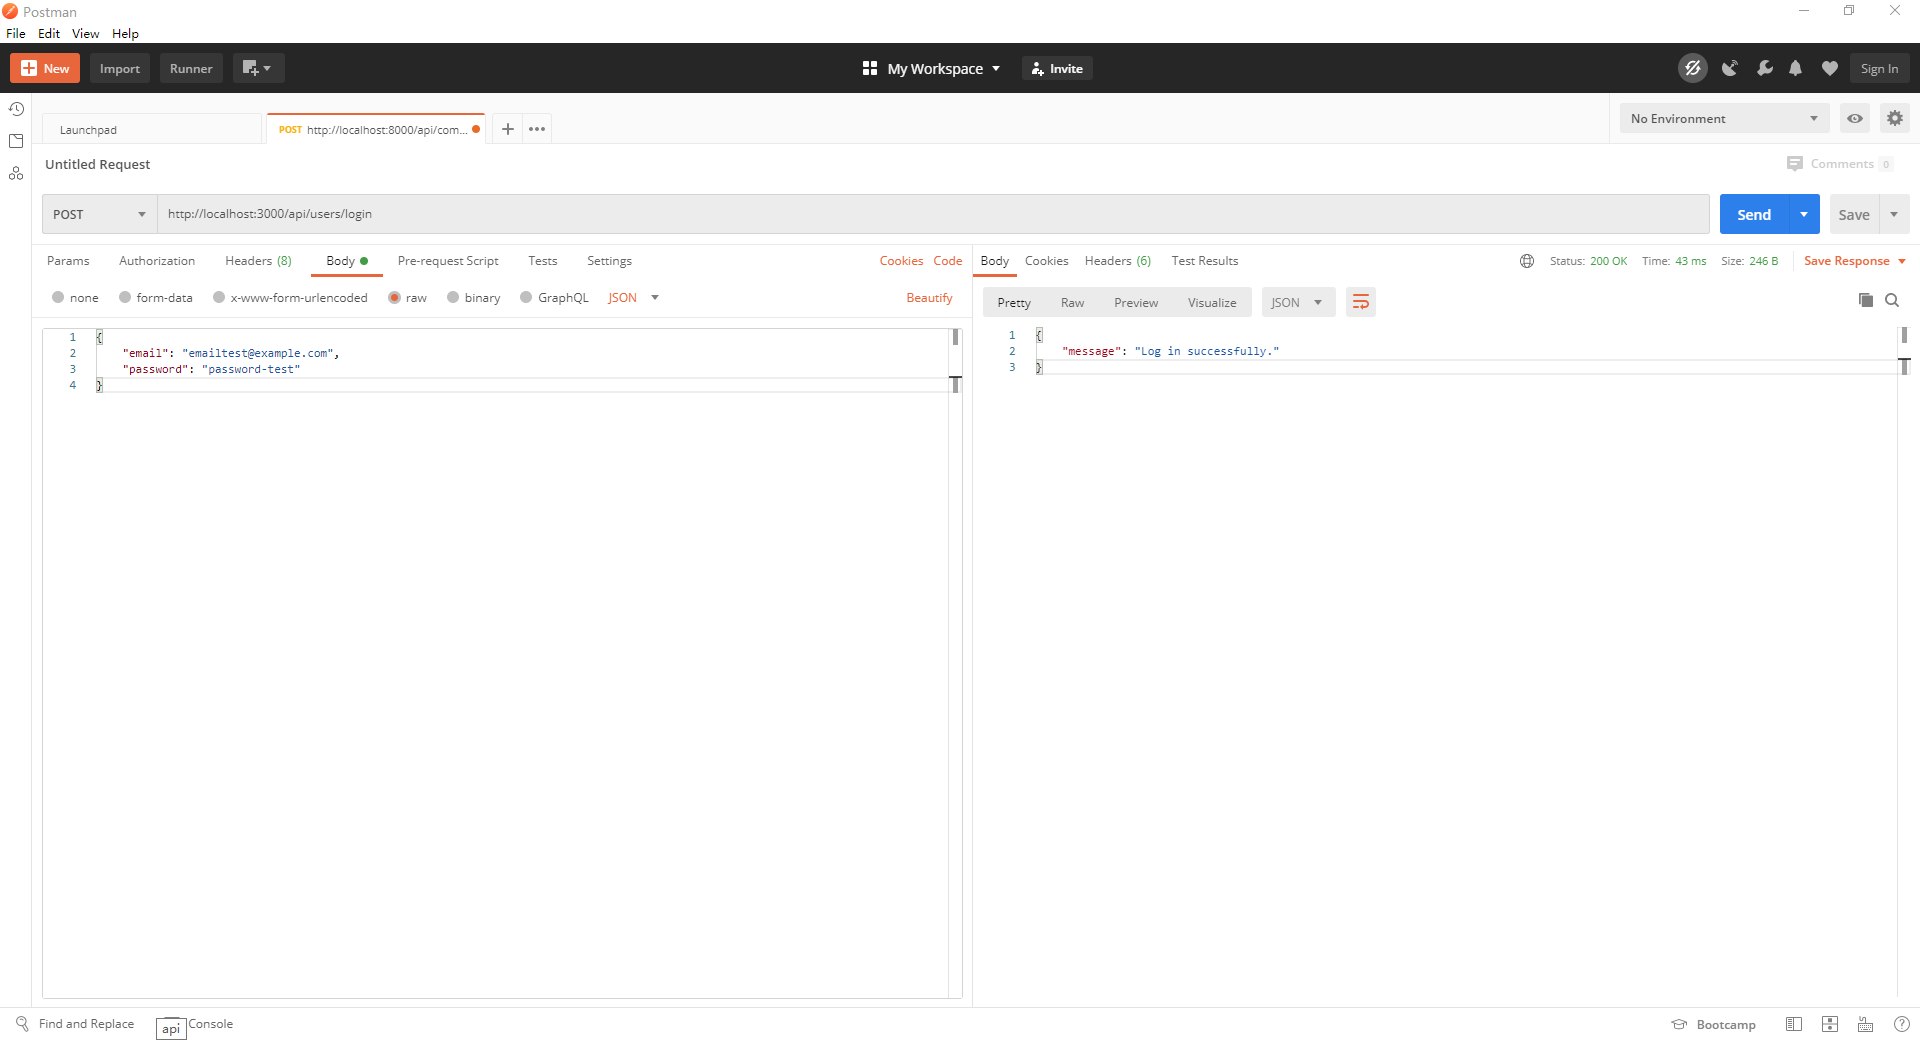 Postman
File Edit View Help
New Import Runner My Workspace Invite Sign In
Launchpad POST http://localhost:8000/api/com... No Environment
Untitled Request Comments 0
POST http://localhost:3000/api/users/login Send Save
Params Authorization Headers (8) Body Pre-request Script Tests Settings Cookies Code
none form-data x-www-form-urlencoded raw binary GraphQL JSON Beautify
1 {
2 "email": "emailtest@example.com",
3 "password": "password-test"
4 }
Body Cookies Headers (6) Test Results Status: 200 OK Time: 43 ms Size: 246 B Save Response
Pretty Raw Preview Visualize JSON
1 {
2 "message": "Log in successfully."
3 }
Find and Replace api Console Bootcamp